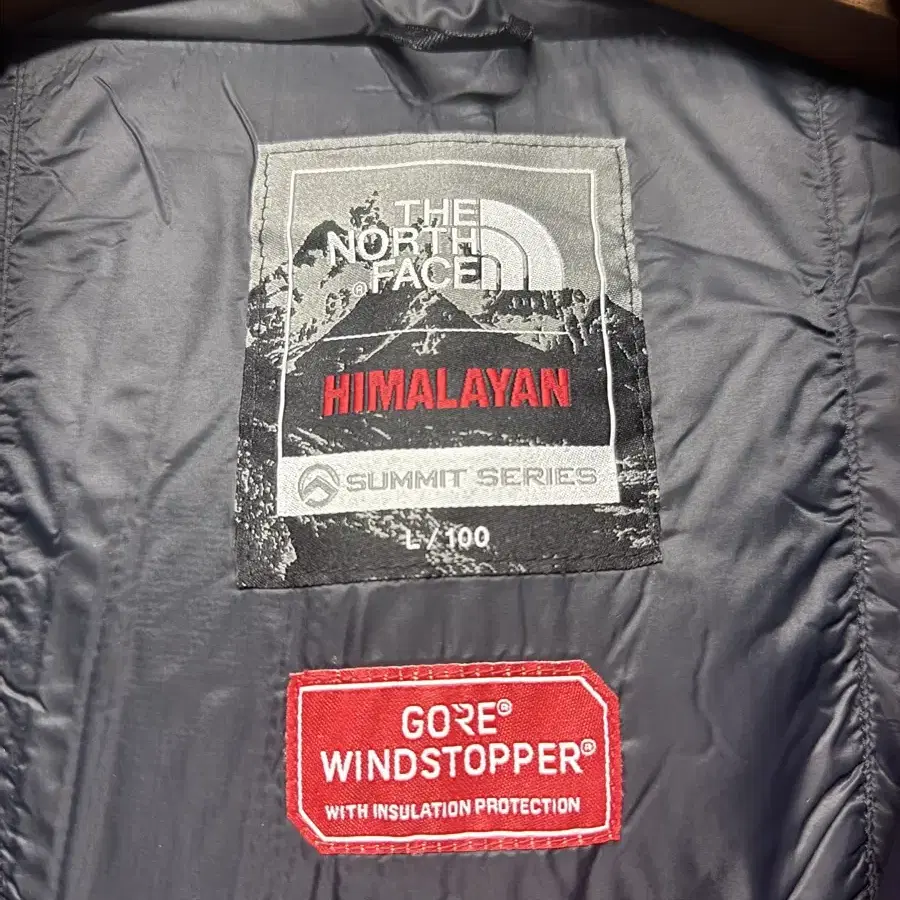 THE
NORTH
FACE
®
HIMALAYAN
SUMMIT SERIES
L / 100
GORE®
WINDSTOPPER®
WITH INSULATION PROTECTION